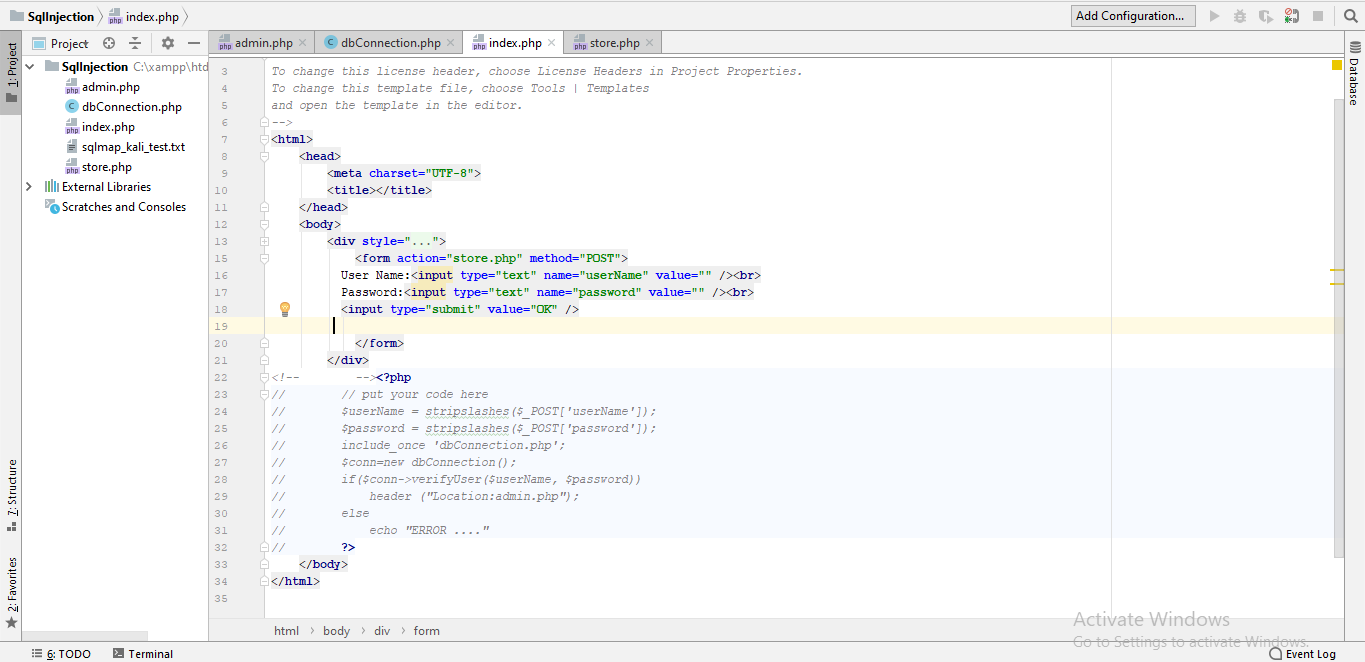 SqlInjection index.php Add Configuration...
Project admin.php dbConnection.php index.php store.php
1: Project
SqlInjection C:\xampp\htd
admin.php
dbConnection.php
index.php
sqlmap_kali_test.txt
store.php
External Libraries
Scratches and Consoles
7: Structure
2: Favorites
3 To change this license header, choose License Headers in Project Properties.
4 To change this template file, choose Tools | Templates
5 and open the template in the editor.
6 -->
7 <html>
8 <head>
9 <meta charset="UTF-8">
10 <title></title>
11 </head>
12 <body>
13 <div style="...">
15 <form action="store.php" method="POST">
16 User Name:<input type="text" name="userName" value="" /><br>
17 Password:<input type="text" name="password" value="" /><br>
18 <input type="submit" value="OK" />
19
20 </form>
21 </div>
22 <!-- --><?php
23 // // put your code here
24 // $userName = stripslashes($_POST['userName']);
25 // $password = stripslashes($_POST['password']);
26 // include_once 'dbConnection.php';
27 // $conn=new dbConnection();
28 // if($conn->verifyUser($userName, $password))
29 // header ("Location:admin.php");
30 // else
31 // echo "ERROR ...."
32 // ?>
33 </body>
34 </html>
35
Database
html body div form
Activate Windows
Go to Settings to activate Windows.
6: TODO Terminal Event Log